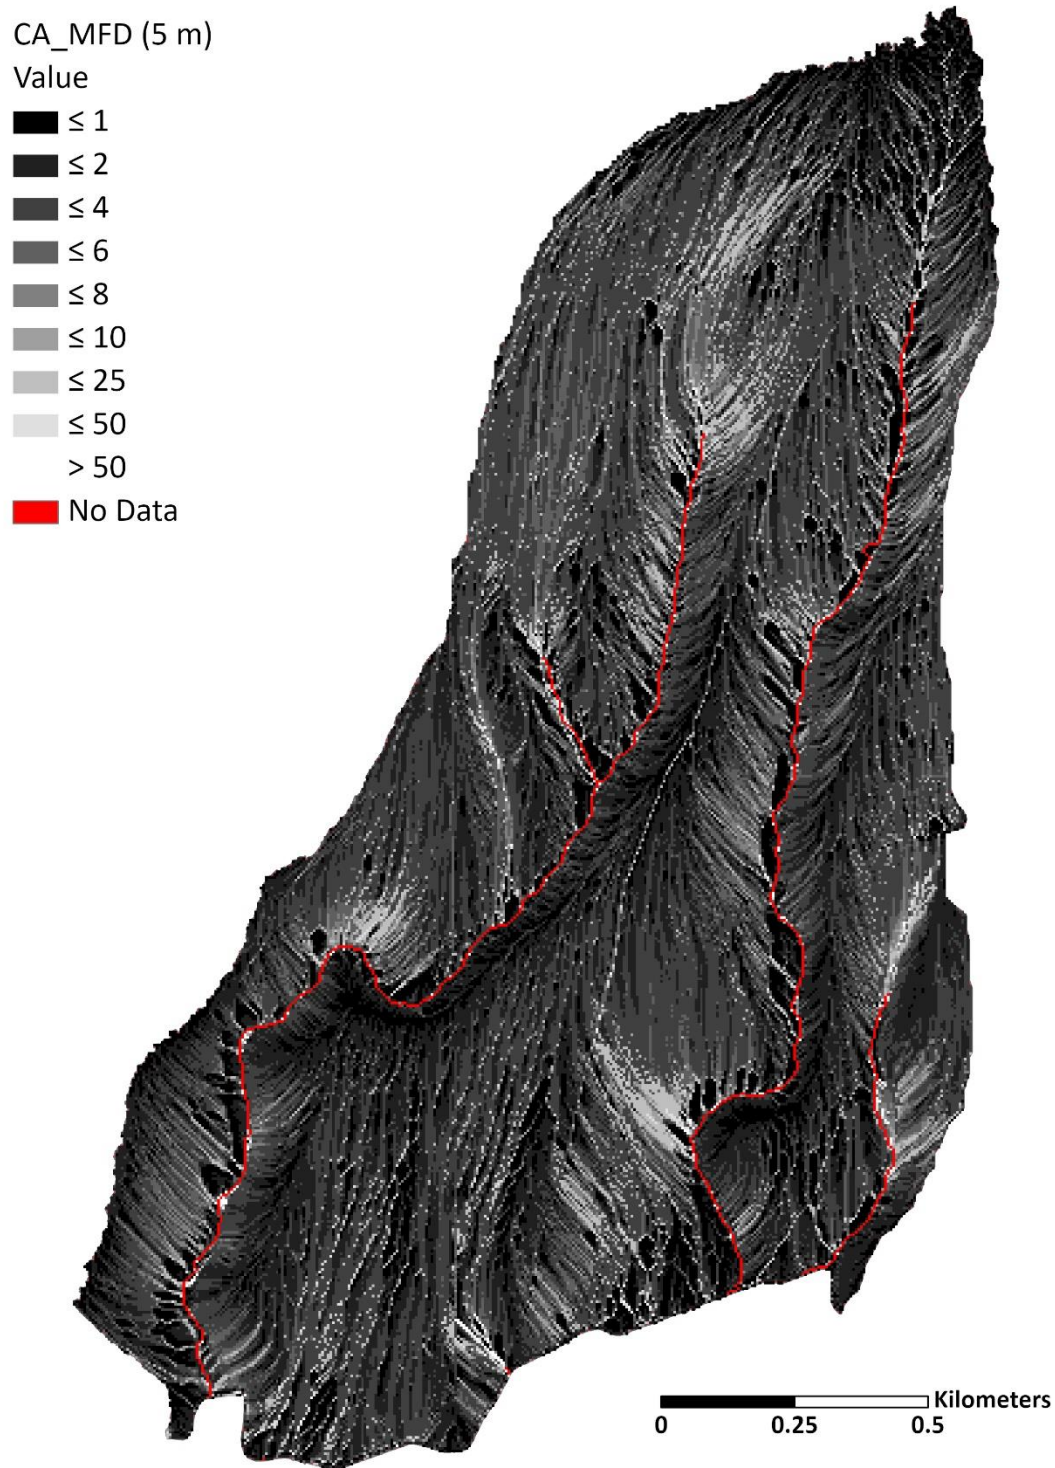 CA_MFD (5 m)
Value
≤ 1
≤ 2
≤ 4
≤ 6
≤ 8
≤ 10
≤ 25
≤ 50
> 50
No Data
Kilometers
0 0.25 0.5